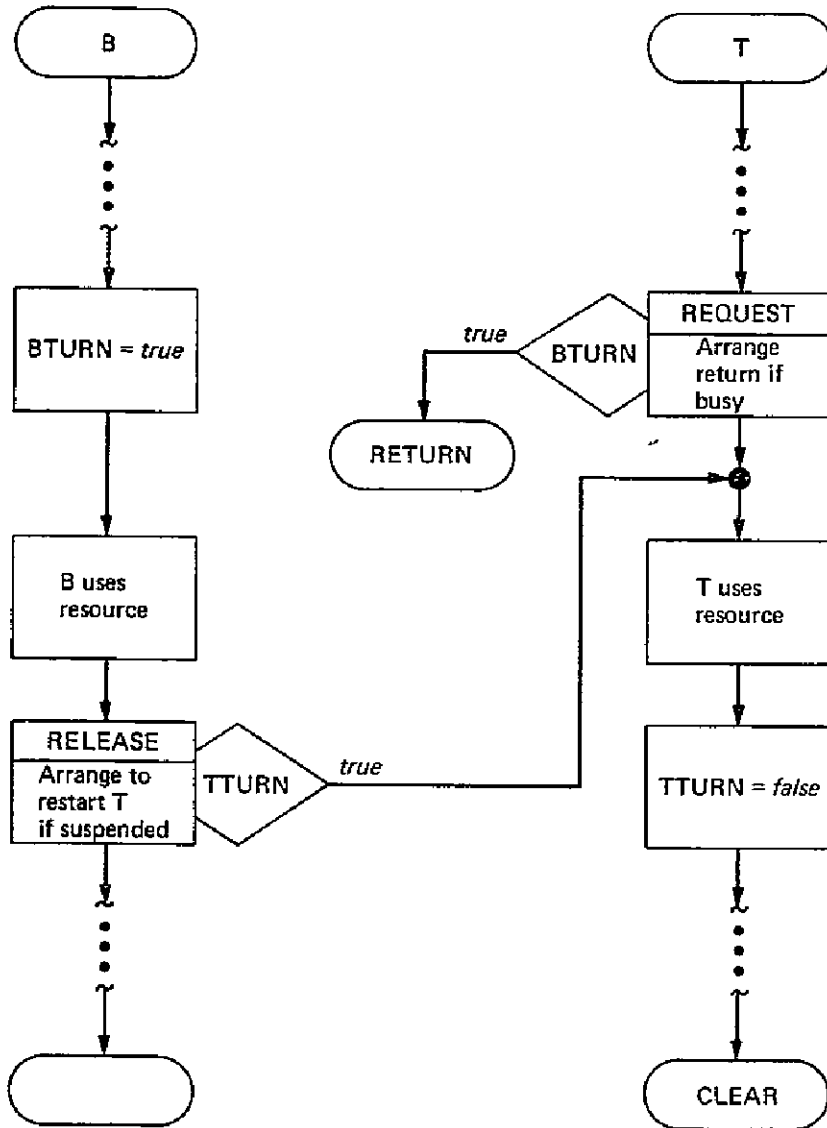 B
T
BTURN = true
REQUEST
Arrange
return if
busy
true
BTURN
RETURN
B uses
resource
T uses
resource
RELEASE
Arrange to
restart T
if suspended
TTURN
true
TTURN = false
CLEAR